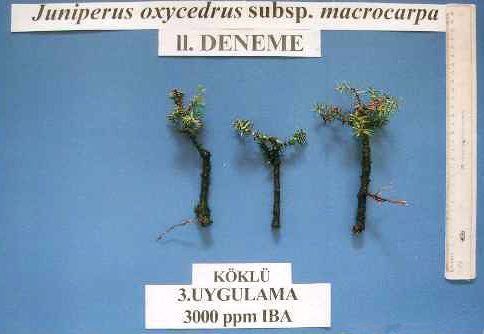 Juniperus oxycedrus subsp. macrocarpa
II. DENEME
KÖKLÜ
3.UYGULAMA
3000 ppm IBA